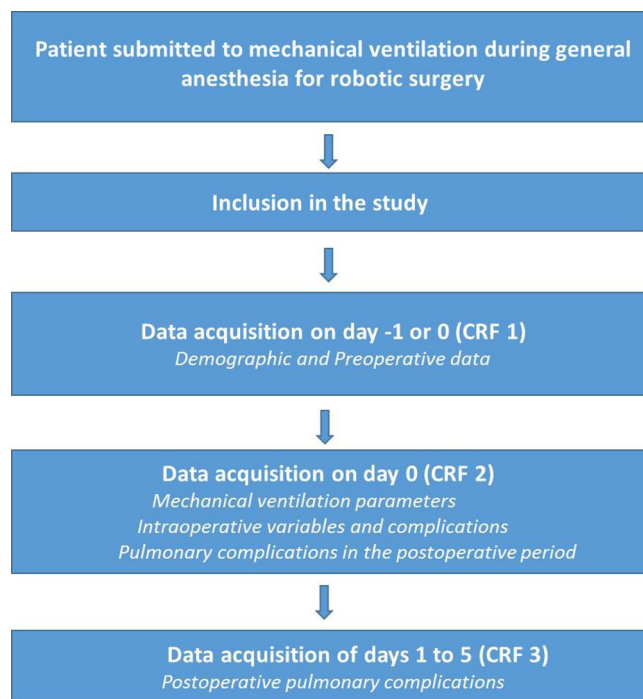 Patient submitted to mechanical ventilation during general
anesthesia for robotic surgery
Inclusion in the study
Data acquisition on day -1 or 0 (CRF 1)
Demographic and Preoperative data
Data acquisition on day 0 (CRF 2)
Mechanical ventilation parameters
Intraoperative variables and complications
Pulmonary complications in the postoperative period
Data acquisition of days 1 to 5 (CRF 3)
Postoperative pulmonary complications